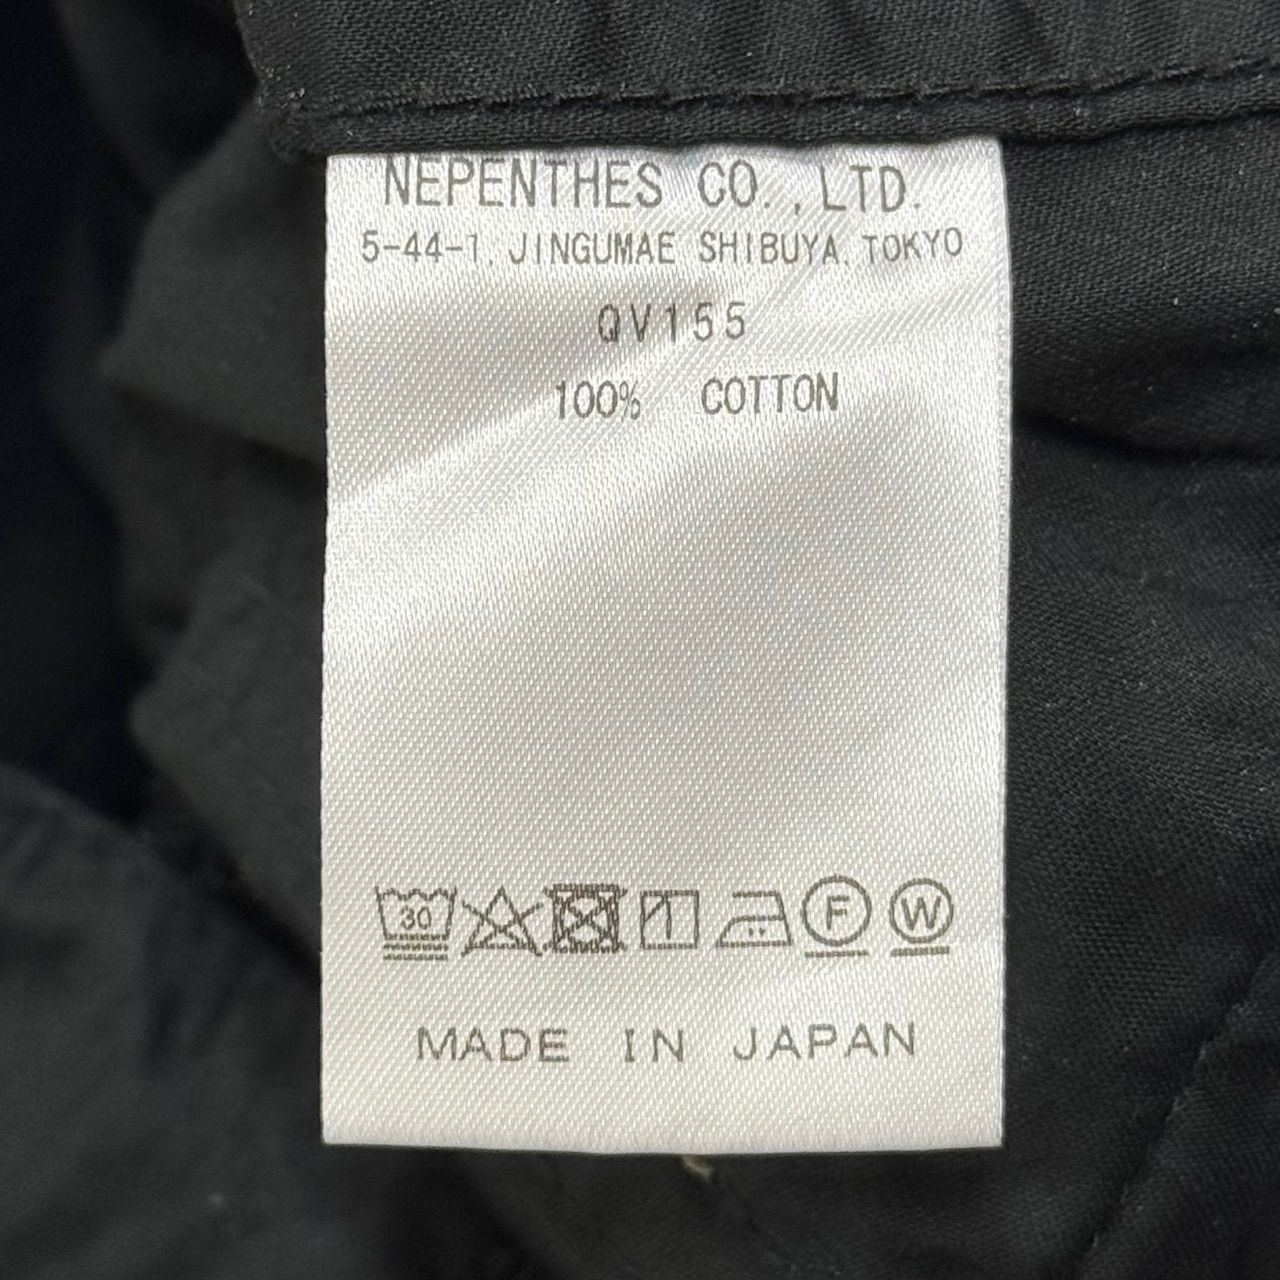 NEPENTHES CO., LTD.
5-44-1, JINGUMAE SHIBUYA, TOKYO
QV155
100% COTTON
30 F W
MADE IN JAPAN